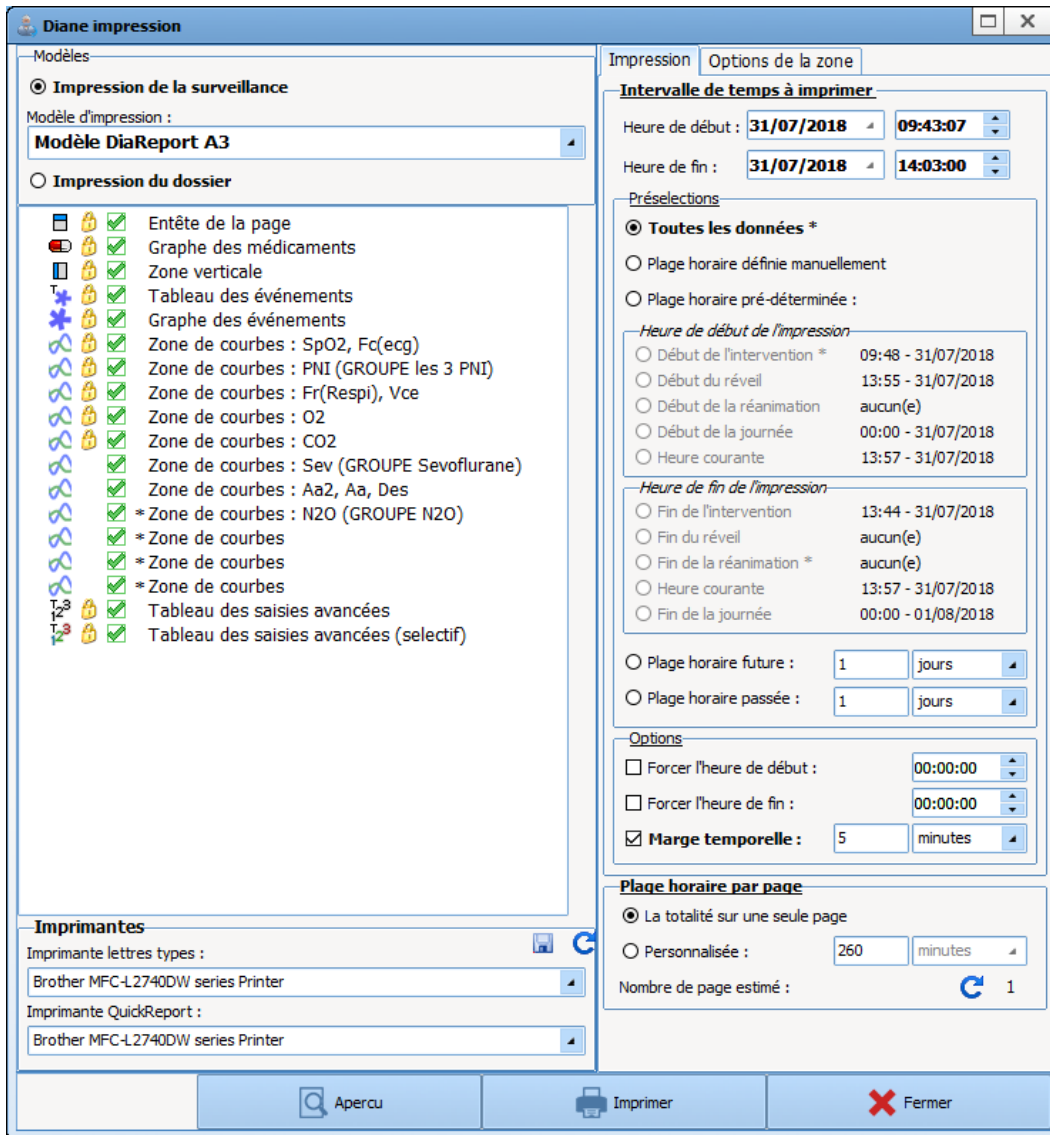 Diane impression
Modèles
Impression de la surveillance
Modèle d'impression :
Modèle DiaReport A3
Impression du dossier
Entête de la page
Graphe des médicaments
Zone verticale
Tableau des événements
Graphe des événements
Zone de courbes : SpO2, Fc(ecg)
Zone de courbes : PNI (GROUPE les 3 PNI)
Zone de courbes : Fr(Respi), Vce
Zone de courbes : O2
Zone de courbes : CO2
Zone de courbes : Sev (GROUPE Sevoflurane)
Zone de courbes : Aa2, Aa, Des
* Zone de courbes : N2O (GROUPE N2O)
* Zone de courbes
* Zone de courbes
* Zone de courbes
Tableau des saisies avancées
Tableau des saisies avancées (selectif)
Imprimantes
Imprimante lettres types :
Brother MFC-L2740DW series Printer
Imprimante QuickReport :
Brother MFC-L2740DW series Printer
Impression Options de la zone
Intervalle de temps à imprimer
Heure de début : 31/07/2018 09:43:07
Heure de fin : 31/07/2018 14:03:00
Préselections
Toutes les données *
Plage horaire définie manuellement
Plage horaire pré-déterminée :
Heure de début de l'impression
Début de l'intervention * 09:48 - 31/07/2018
Début du réveil 13:55 - 31/07/2018
Début de la réanimation aucun(e)
Début de la journée 00:00 - 31/07/2018
Heure courante 13:57 - 31/07/2018
Heure de fin de l'impression
Fin de l'intervention 13:44 - 31/07/2018
Fin du réveil aucun(e)
Fin de la réanimation * aucun(e)
Heure courante 13:57 - 31/07/2018
Fin de la journée 00:00 - 01/08/2018
Plage horaire future : 1 jours
Plage horaire passée : 1 jours
Options
Forcer l'heure de début : 00:00:00
Forcer l'heure de fin : 00:00:00
Marge temporelle : 5 minutes
Plage horaire par page
La totalité sur une seule page
Personnalisée : 260 minutes
Nombre de page estimé : 1
Apercu Imprimer Fermer